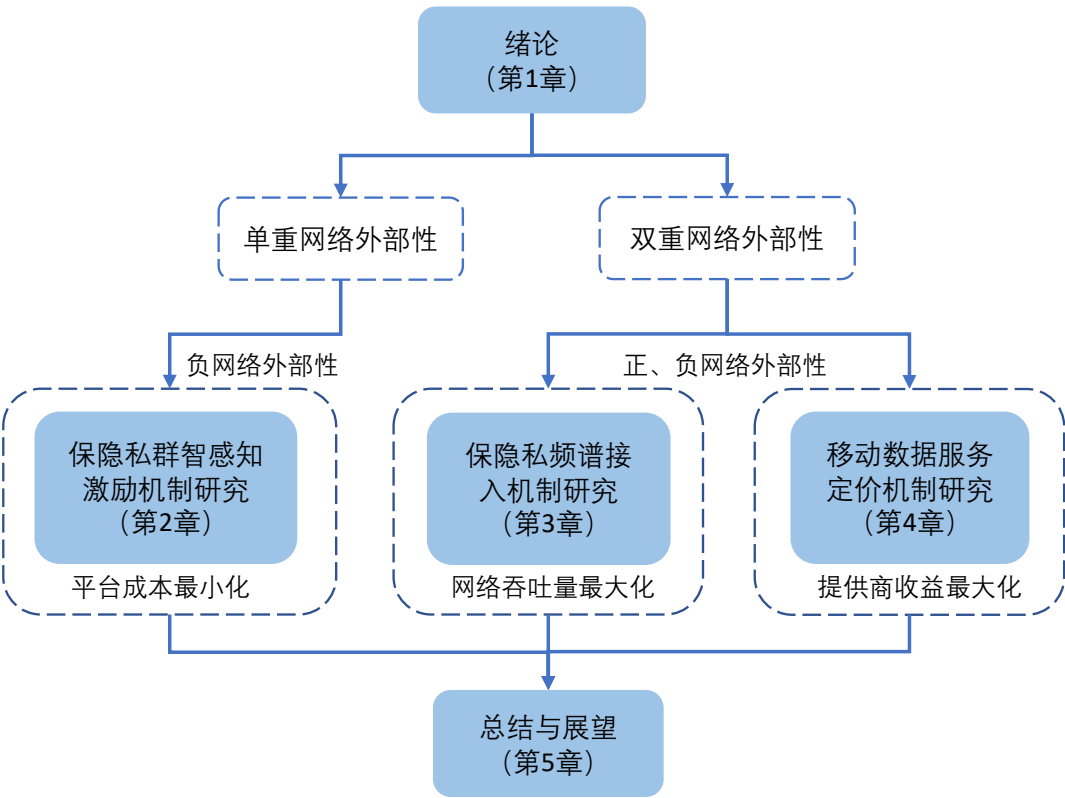 绪论
（第1章）
单重网络外部性
双重网络外部性
负网络外部性
正、负网络外部性
保隐私群智感知
激励机制研究
（第2章）
平台成本最小化
保隐私频谱接
入机制研究
（第3章）
网络吞吐量最大化
移动数据服务
定价机制研究
（第4章）
提供商收益最大化
总结与展望
（第5章）